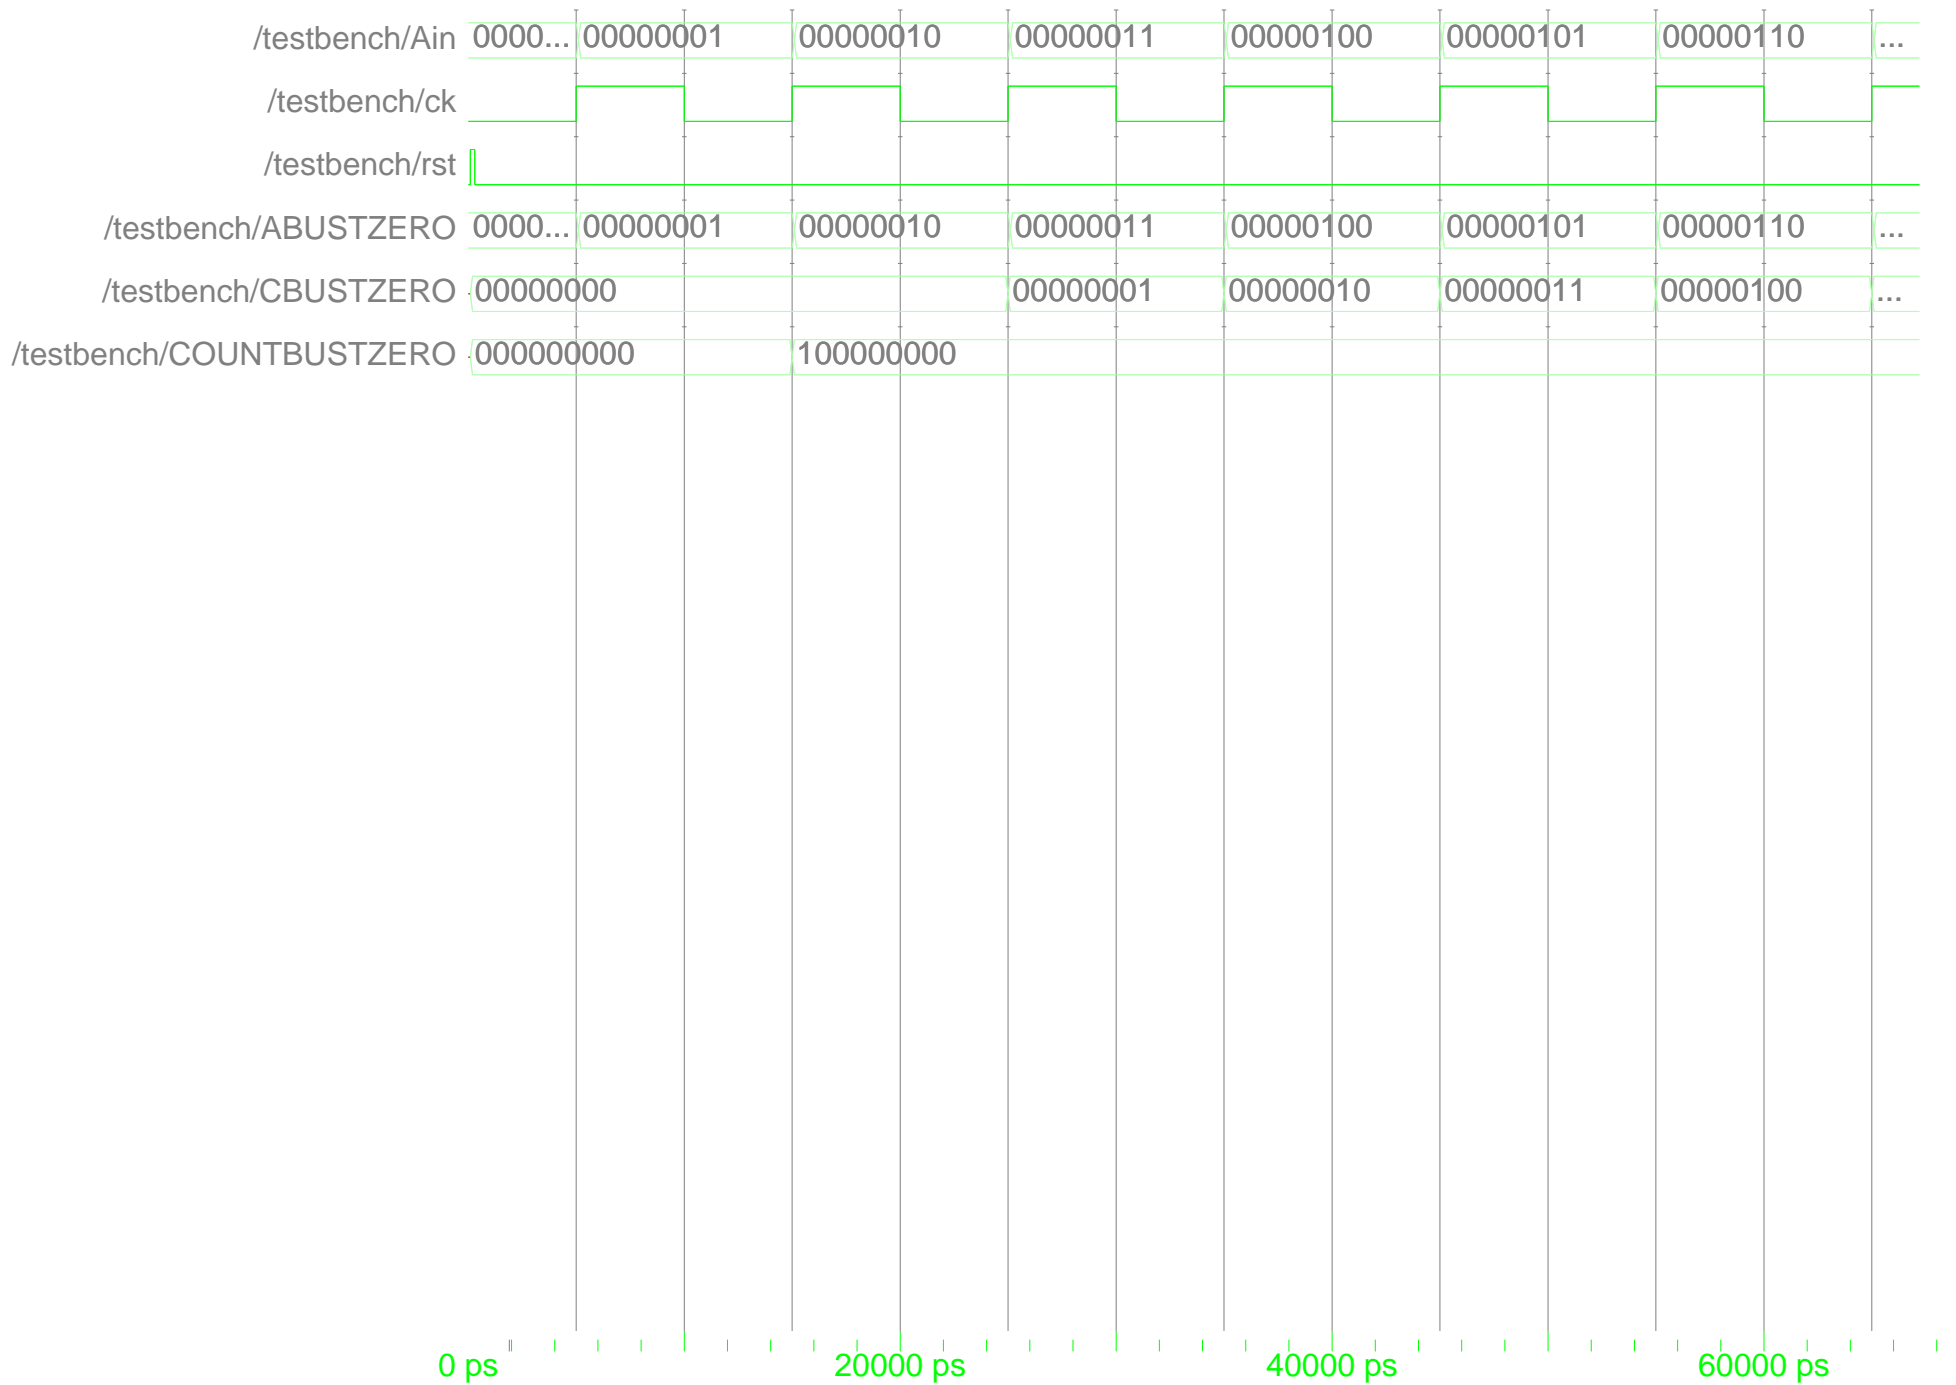 /testbench/Ain 0000... 00000001 00000010 00000011 00000100 00000101 00000110 ...
/testbench/ck
/testbench/rst
/testbench/ABUSTZERO 0000... 00000001 00000010 00000011 00000100 00000101 00000110 ...
/testbench/CBUSTZERO 00000000 00000001 00000010 00000011 00000100 ...
/testbench/COUNTBUSTZERO 000000000 100000000
0 ps 20000 ps 40000 ps 60000 ps